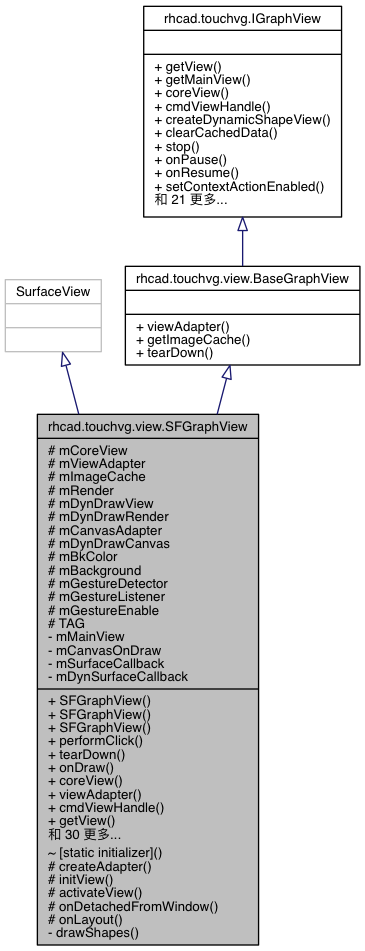 rhcad.touchvg.IGraphView
+ getView()
+ getMainView()
+ coreView()
+ cmdViewHandle()
+ createDynamicShapeView()
+ clearCachedData()
+ stop()
+ onPause()
+ onResume()
+ setContextActionEnabled()
和 21 更多...
SurfaceView
rhcad.touchvg.view.BaseGraphView
+ viewAdapter()
+ getImageCache()
+ tearDown()
rhcad.touchvg.view.SFGraphView
# mCoreView
# mViewAdapter
# mImageCache
# mRender
# mDynDrawView
# mDynDrawRender
# mCanvasAdapter
# mDynDrawCanvas
# mBkColor
# mBackground
# mGestureDetector
# mGestureListener
# mGestureEnable
# TAG
- mMainView
- mCanvasOnDraw
- mSurfaceCallback
- mDynSurfaceCallback
+ SFGraphView()
+ SFGraphView()
+ SFGraphView()
+ performClick()
+ tearDown()
+ onDraw()
+ coreView()
+ viewAdapter()
+ cmdViewHandle()
+ getView()
和 30 更多...
~ [static initializer]()
# createAdapter()
# initView()
# activateView()
# onDetachedFromWindow()
# onLayout()
- drawShapes()